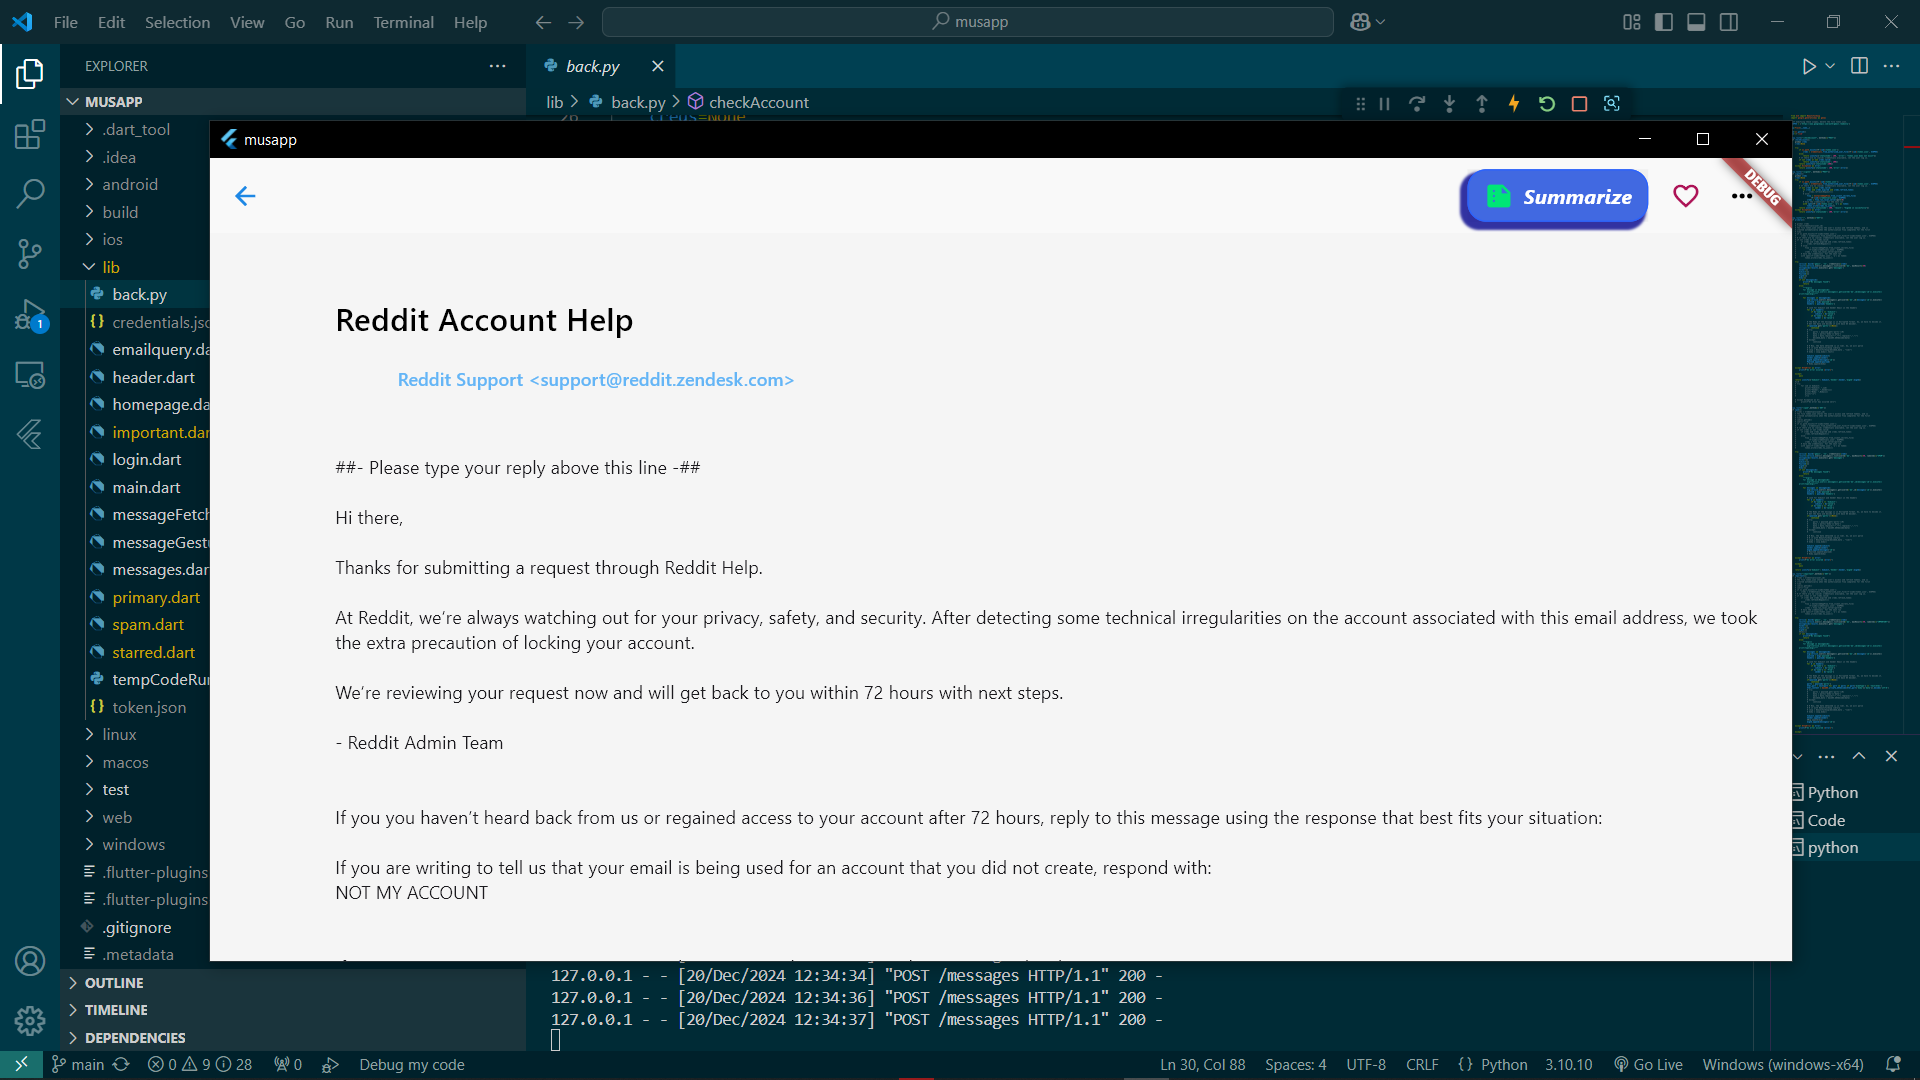 File Edit Selection View Go Run Terminal Help
musapp
EXPLORER
back.py
MUSAPP
lib > back.py > checkAccount
.dart_tool
.idea
android
build
ios
lib
back.py
credentials.jso
emailquery.da
header.dart
homepage.da
important.dar
login.dart
main.dart
messageFetch
messageGest
messages.dar
primary.dart
spam.dart
starred.dart
tempCodeRu
token.json
linux
macos
test
web
windows
.flutter-plugins
.flutter-plugins
.gitignore
.metadata
OUTLINE
TIMELINE
DEPENDENCIES
1
musapp
Summarize
DEBUG
Reddit Account Help
Reddit Support <support@reddit.zendesk.com>
##- Please type your reply above this line -##
Hi there,
Thanks for submitting a request through Reddit Help.
At Reddit, we're always watching out for your privacy, safety, and security. After detecting some technical irregularities on the account associated with this email address, we took
the extra precaution of locking your account.
We're reviewing your request now and will get back to you within 72 hours with next steps.
- Reddit Admin Team
If you you haven't heard back from us or regained access to your account after 72 hours, reply to this message using the response that best fits your situation:
If you are writing to tell us that your email is being used for an account that you did not create, respond with:
NOT MY ACCOUNT
Python
Code
python
127.0.0.1 - - [20/Dec/2024 12:34:34] "POST /messages HTTP/1.1" 200 -
127.0.0.1 - - [20/Dec/2024 12:34:36] "POST /messages HTTP/1.1" 200 -
127.0.0.1 - - [20/Dec/2024 12:34:37] "POST /messages HTTP/1.1" 200 -
main 0 9 28 0 Debug my code Ln 30, Col 88 Spaces: 4 UTF-8 CRLF {} Python 3.10.10 Go Live Windows (windows-x64)